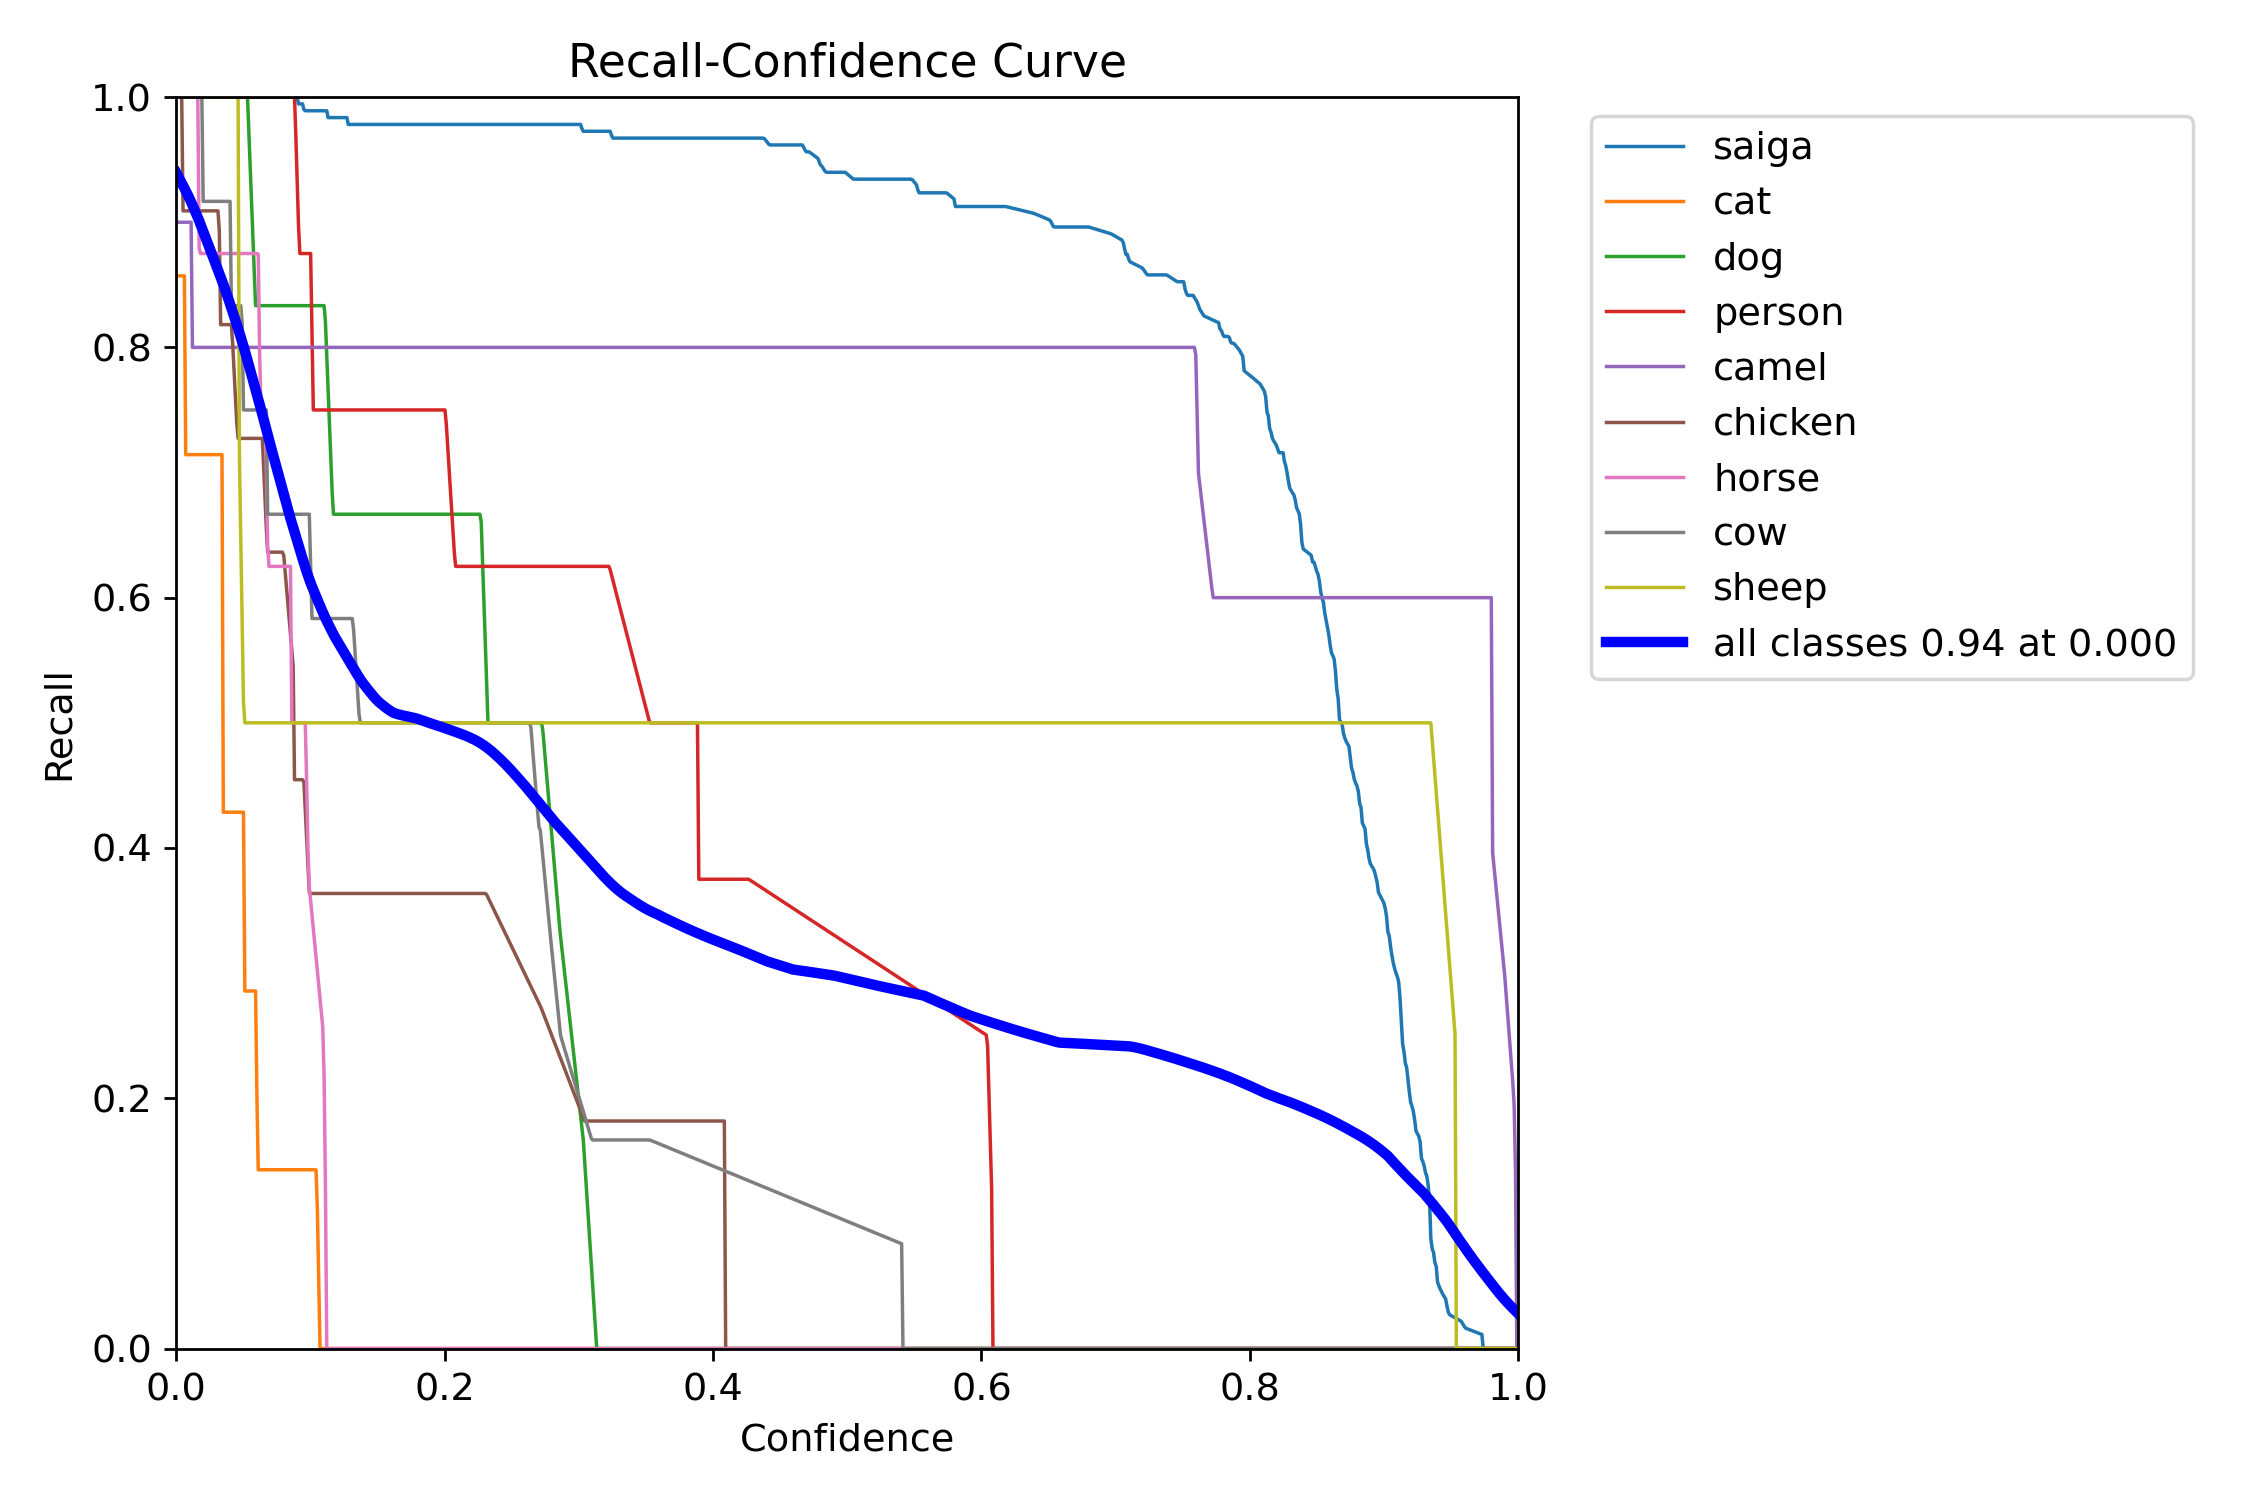 Recall-Confidence Curve
1.0
0.8
0.6
0.4
0.2
0.0
Recall
0.0 0.2 0.4 0.6 0.8 1.0
Confidence
saiga
cat
dog
person
camel
chicken
horse
cow
sheep
all classes 0.94 at 0.000